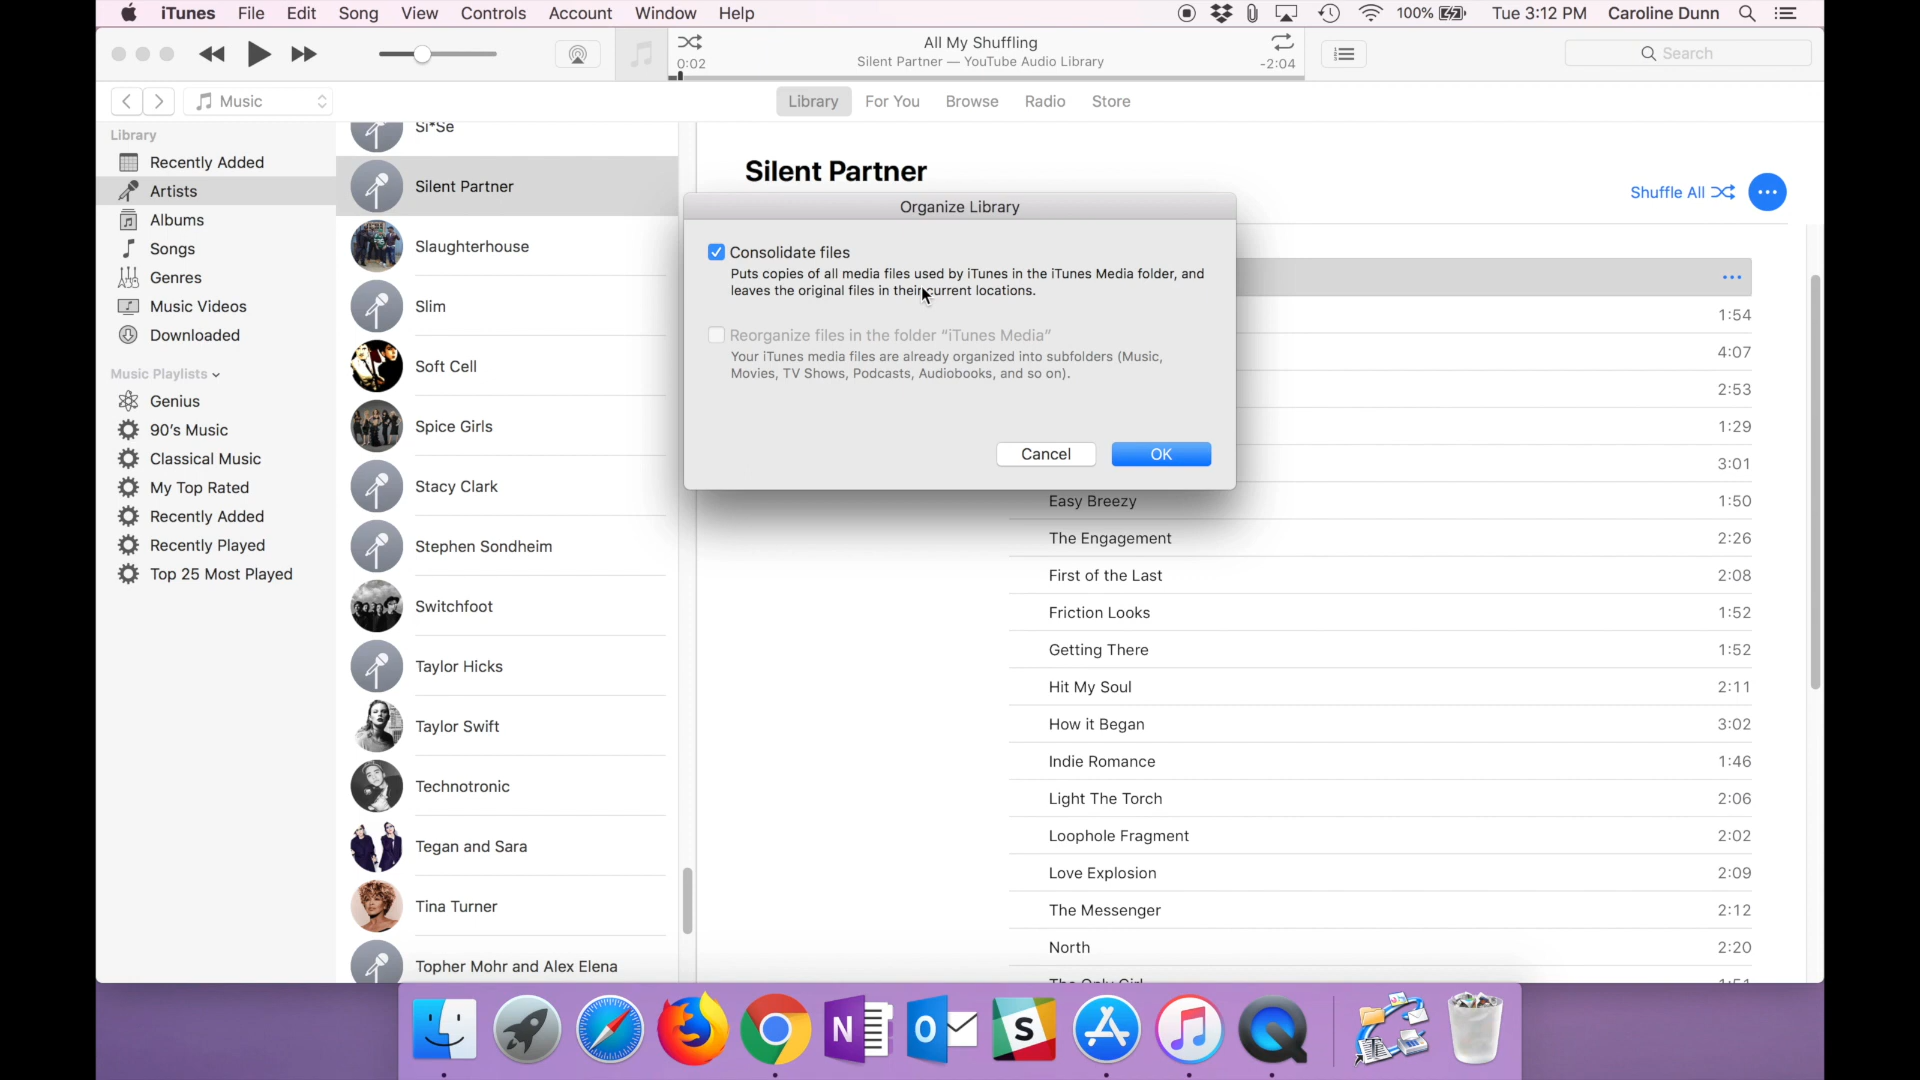 iTunes File Edit Song View Controls Account Window Help 100% Tue 3:12 PM Caroline Dunn
All My Shuffling
0:02 Silent Partner — YouTube Audio Library -2:04
Search
Music Library For You Browse Radio Store
Library
Recently Added
Artists
Albums
Songs
Genres
Music Videos
Downloaded
Music Playlists
Genius
90's Music
Classical Music
My Top Rated
Recently Added
Recently Played
Top 25 Most Played
Si*Se
Silent Partner
Slaughterhouse
Slim
Soft Cell
Spice Girls
Stacy Clark
Stephen Sondheim
Switchfoot
Taylor Hicks
Taylor Swift
Technotronic
Tegan and Sara
Tina Turner
Topher Mohr and Alex Elena
Silent Partner
Shuffle All
Organize Library
Consolidate files
Puts copies of all media files used by iTunes in the iTunes Media folder, and
leaves the original files in their current locations.
Reorganize files in the folder “iTunes Media”
Your iTunes media files are already organized into subfolders (Music,
Movies, TV Shows, Podcasts, Audiobooks, and so on).
Cancel OK
1:54
4:07
2:53
1:29
3:01
Easy Breezy 1:50
The Engagement 2:26
First of the Last 2:08
Friction Looks 1:52
Getting There 1:52
Hit My Soul 2:11
How it Began 3:02
Indie Romance 1:46
Light The Torch 2:06
Loophole Fragment 2:02
Love Explosion 2:09
The Messenger 2:12
North 2:20
N O S